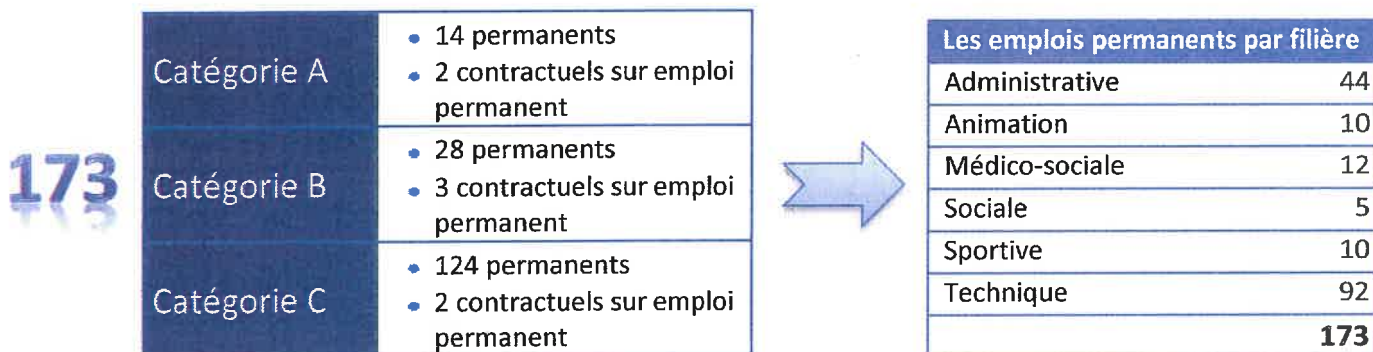 173
Catégorie A
• 14 permanents
• 2 contractuels sur emploi
permanent
Catégorie B
• 28 permanents
• 3 contractuels sur emploi
permanent
Catégorie C
• 124 permanents
• 2 contractuels sur emploi
permanent
Les emplois permanents par filière
Administrative 44
Animation 10
Médico-sociale 12
Sociale 5
Sportive 10
Technique 92
173